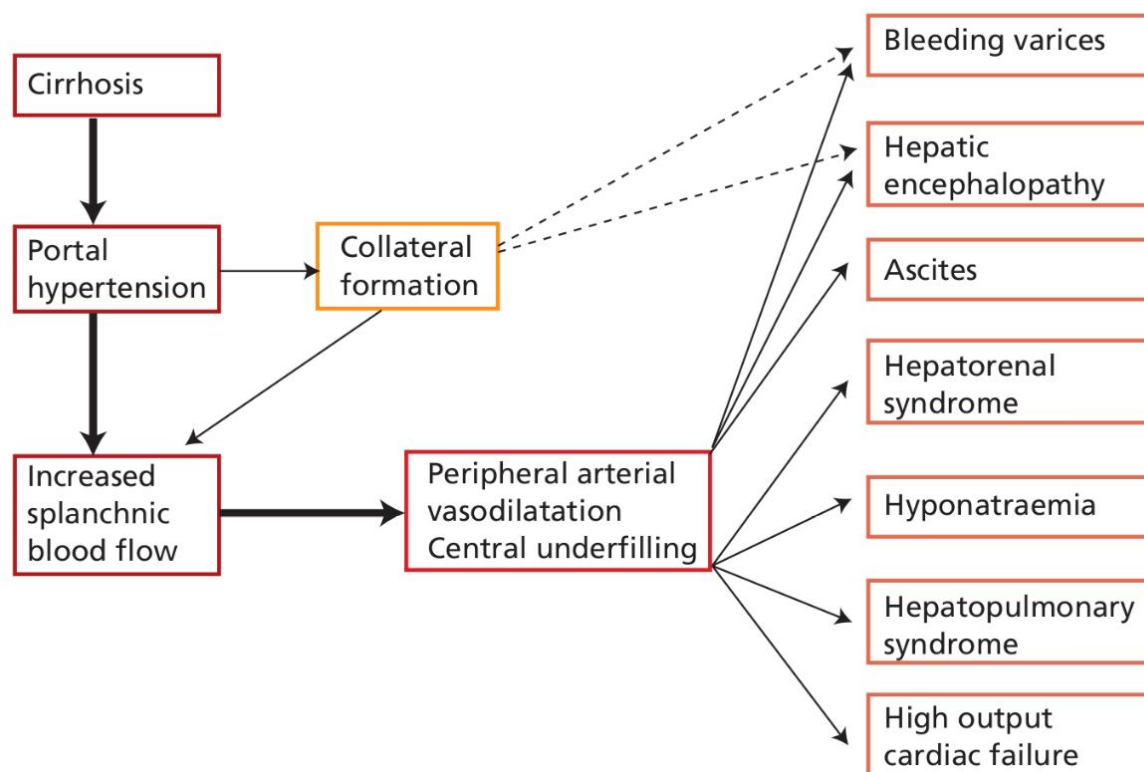 Cirrhosis
Portal
hypertension
Increased
splanchnic
blood flow
Collateral
formation
Peripheral arterial
vasodilatation
Central underfilling
Bleeding varices
Hepatic
encephalopathy
Ascites
Hepatorenal
syndrome
Hyponatraemia
Hepatopulmonary
syndrome
High output
cardiac failure